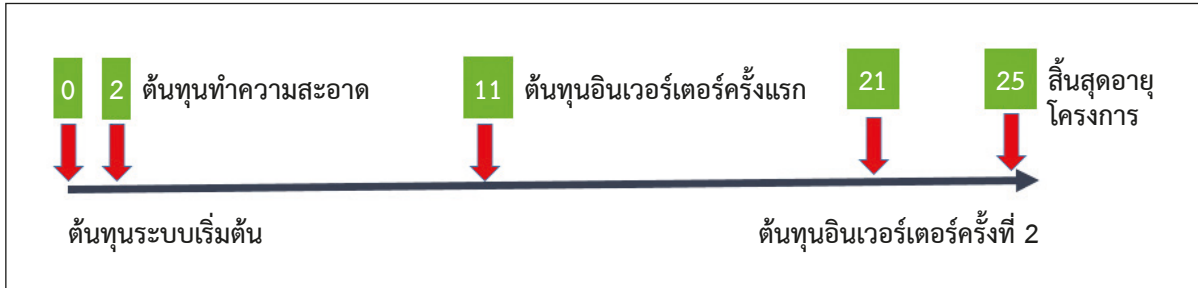 0
2
ต้นทุนทำความสะอาด
11
ต้นทุนอินเวอร์เตอร์ครั้งแรก
21
25
สิ้นสุดอายุ
โครงการ
ต้นทุนระบบเริ่มต้น
ต้นทุนอินเวอร์เตอร์ครั้งที่ 2